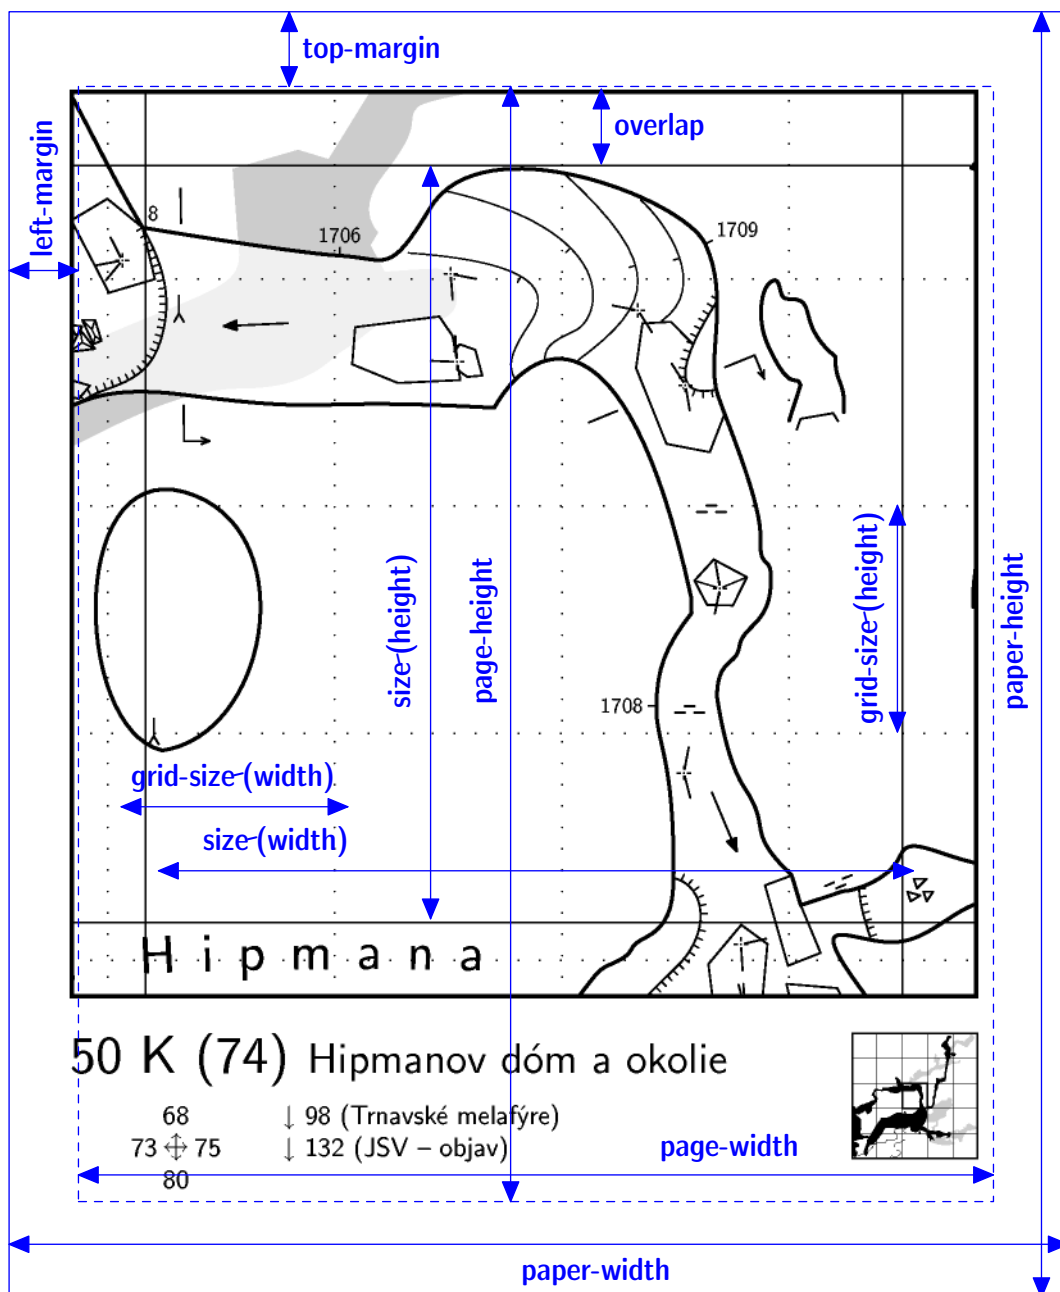 top-margin
overlap
left-margin
8
1706
1709
size (height)
page-height
grid-size (height)
paper-height
1708
grid-size (width)
size (width)
Hipmana
50 K (74) Hipmanov dóm a okolie
68
↓ 98 (Trnavské melafýre)
73 75
↓ 132 (JSV – objav)
80
page-width
paper-width